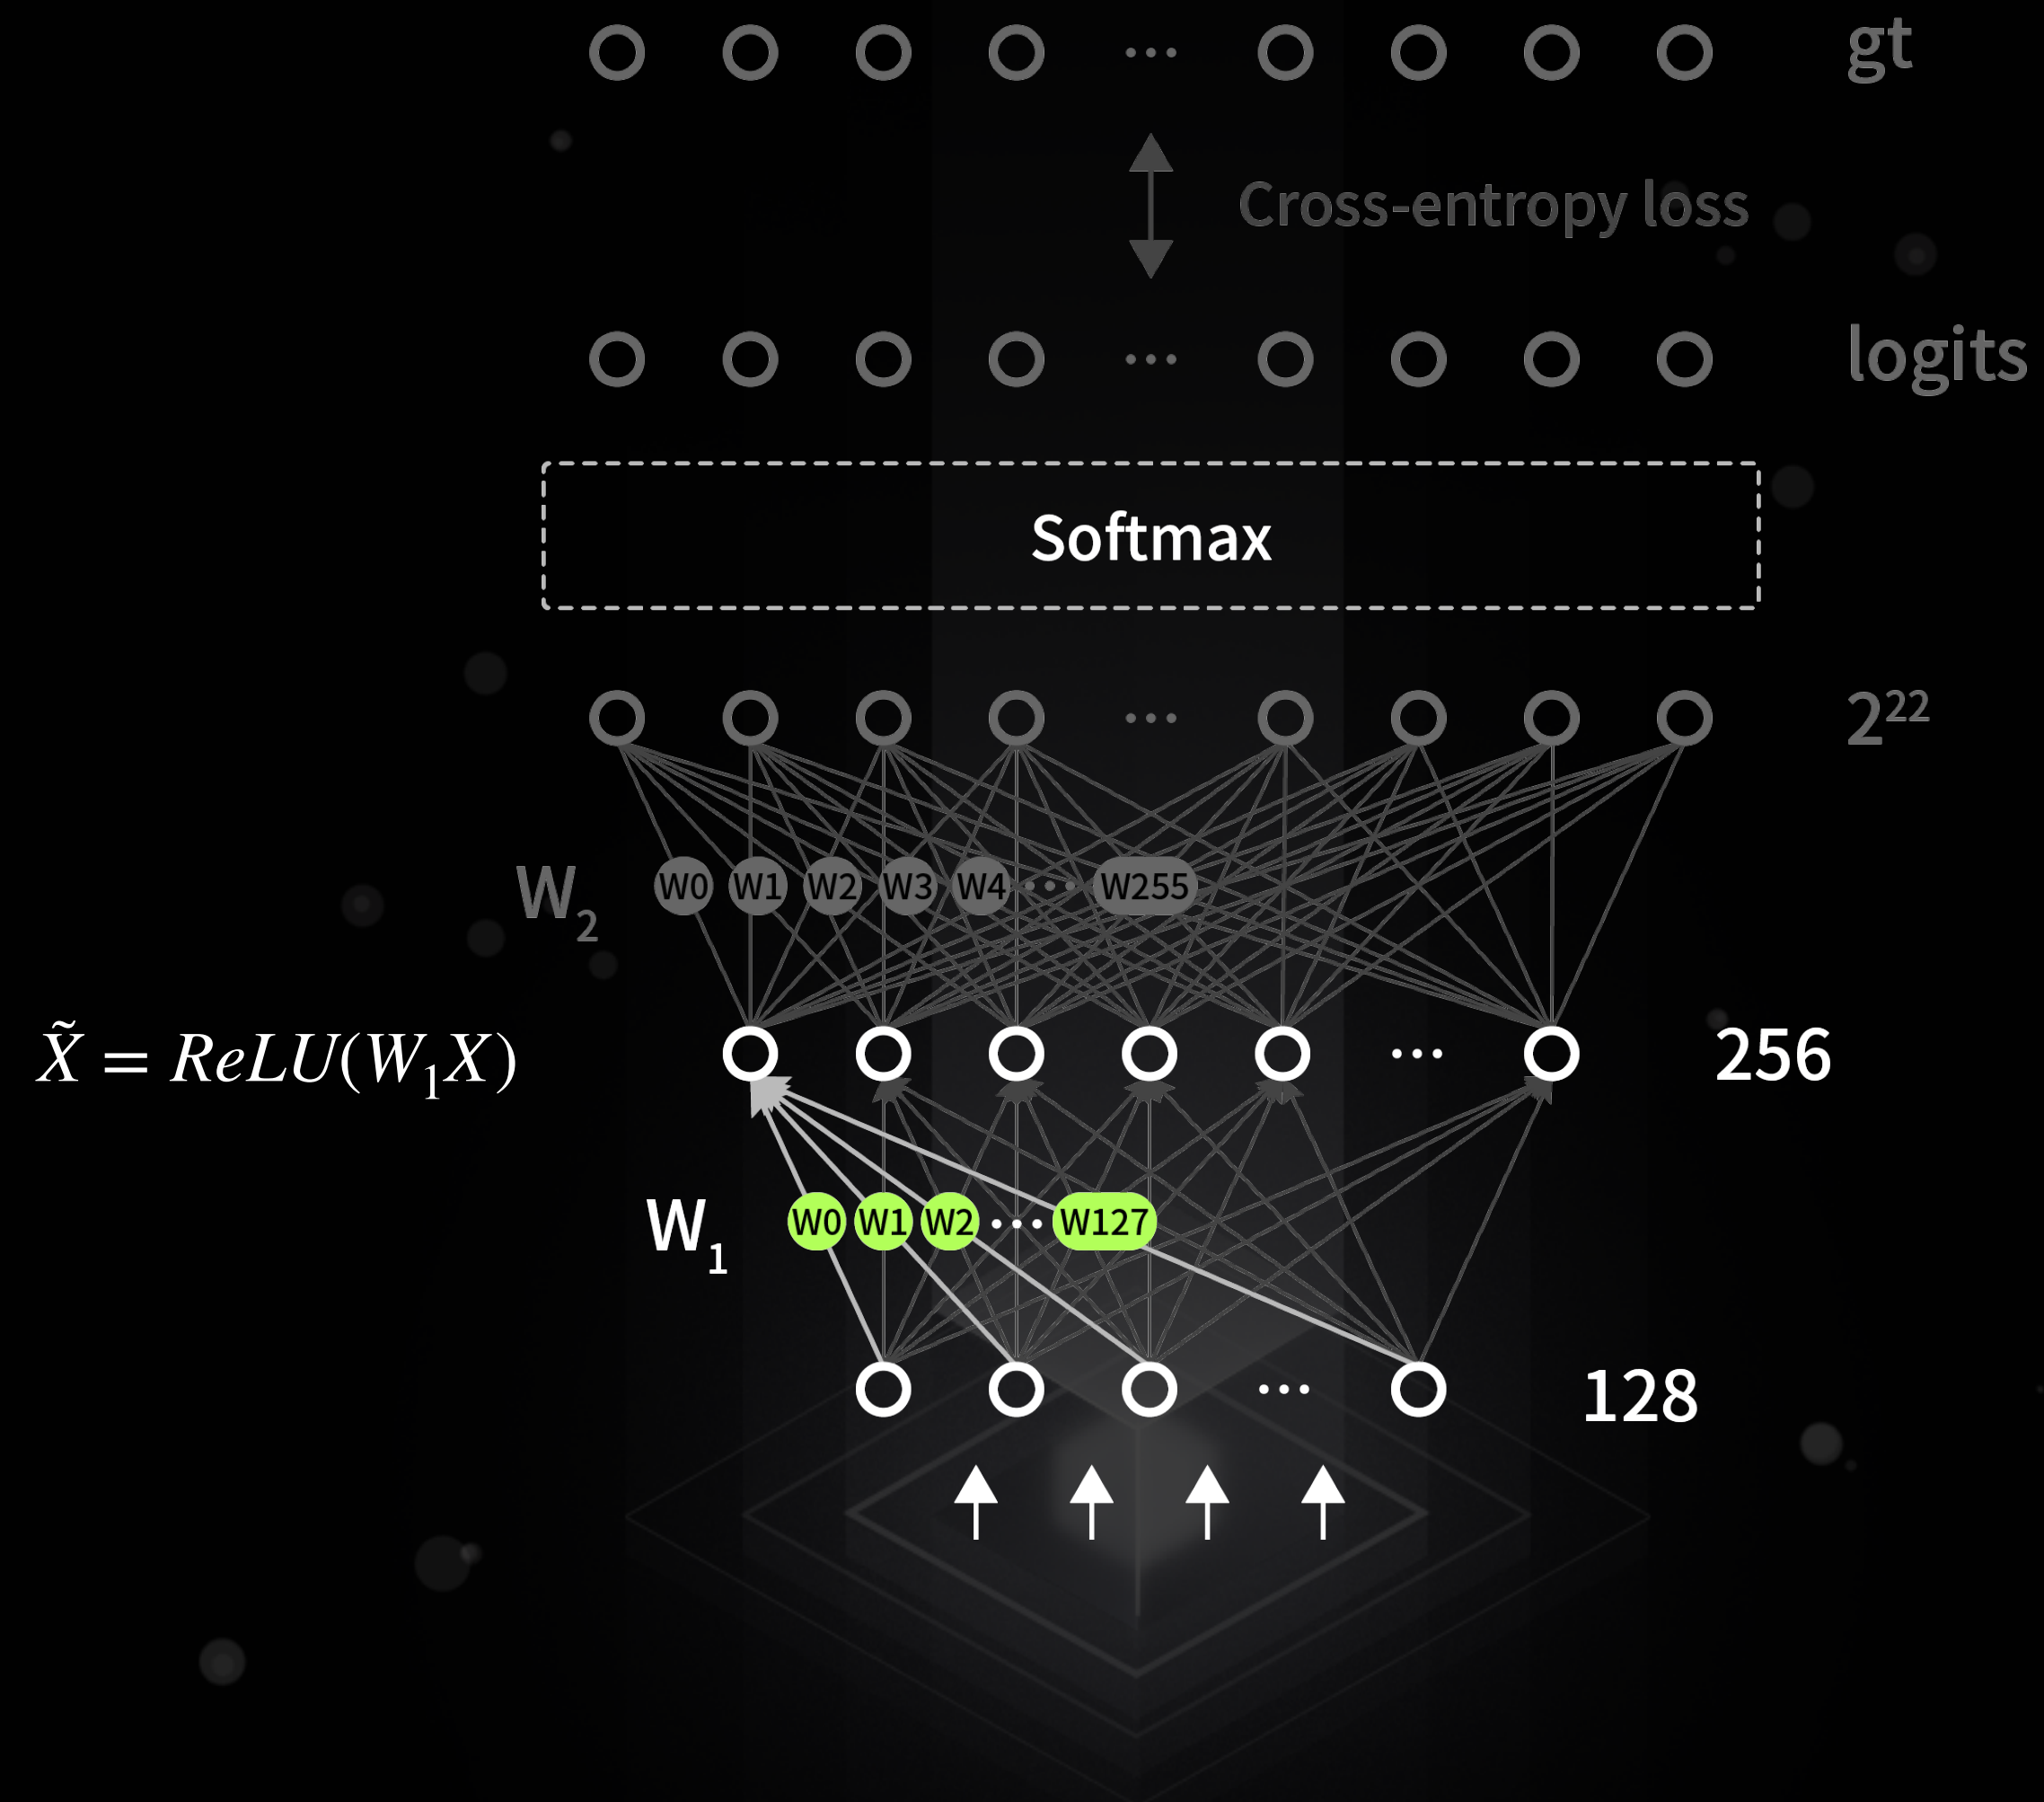 gt
Cross-entropy loss
logits
Softmax
2²²
W₂ W0 W1 W2 W3 W4 ... W255
X̃ = ReLU(W₁X) ... 256
W₁ W0 W1 W2 ... W127
... 128